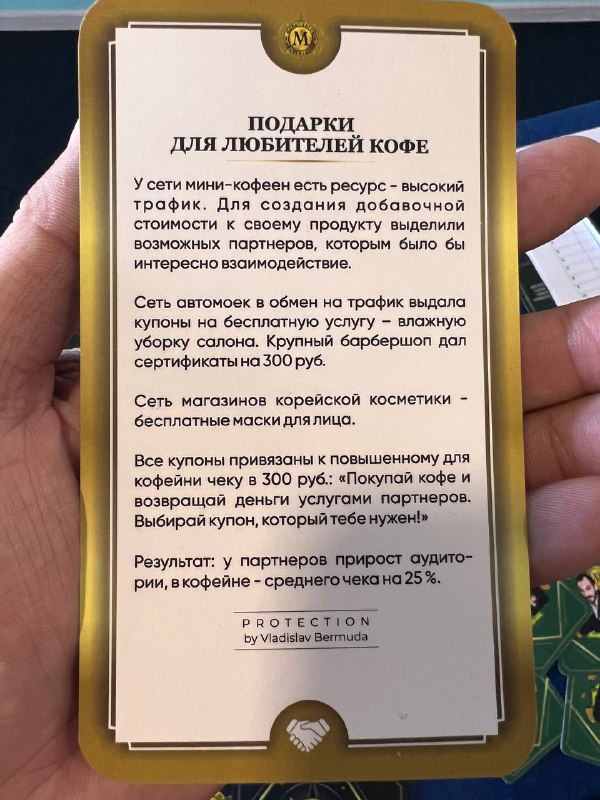 M
ПОДАРКИ
ДЛЯ ЛЮБИТЕЛЕЙ КОФЕ
У сети мини-кофеен есть ресурс - высокий
трафик. Для создания добавочной
стоимости к своему продукту выделили
возможных партнеров, которым было бы
интересно взаимодействие.
Сеть автомоек в обмен на трафик выдала
купоны на бесплатную услугу – влажную
уборку салона. Крупный барбершоп дал
сертификаты на 300 руб.
Сеть магазинов корейской косметики -
бесплатные маски для лица.
Все купоны привязаны к повышенному для
кофейни чеку в 300 руб.: «Покупай кофе и
возвращай деньги услугами партнеров.
Выбирай купон, который тебе нужен!»
Результат: у партнеров прирост аудито-
рии, в кофейне - среднего чека на 25 %.
PROTECTION
by Vladislav Bermuda